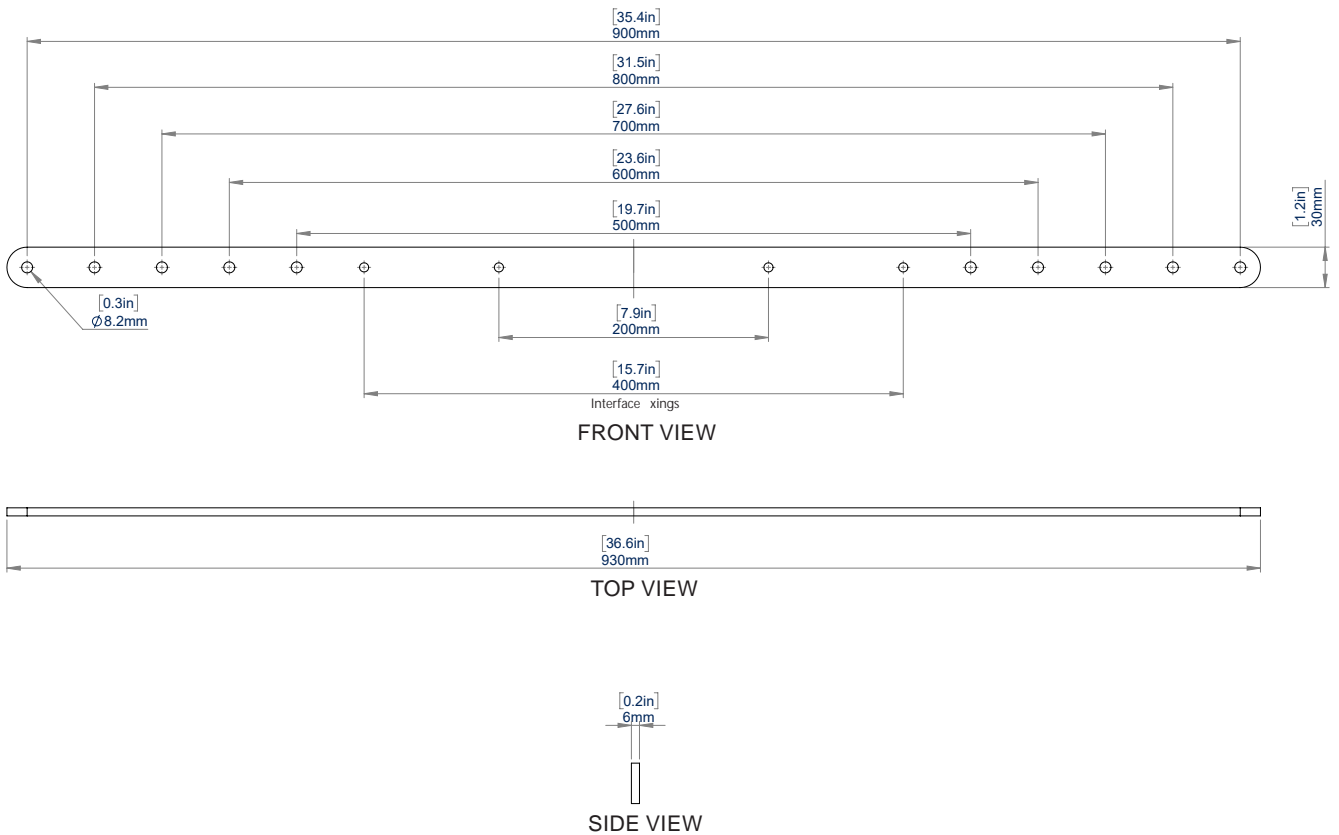 [35.4in]
900mm
[31.5in]
800mm
[27.6in]
700mm
[23.6in]
600mm
[19.7in]
500mm
[1.2in]
30mm
[0.3in]
Ø8.2mm
[7.9in]
200mm
[15.7in]
400mm
Interface xings
FRONT VIEW
[36.6in]
930mm
TOP VIEW
[0.2in]
6mm
SIDE VIEW